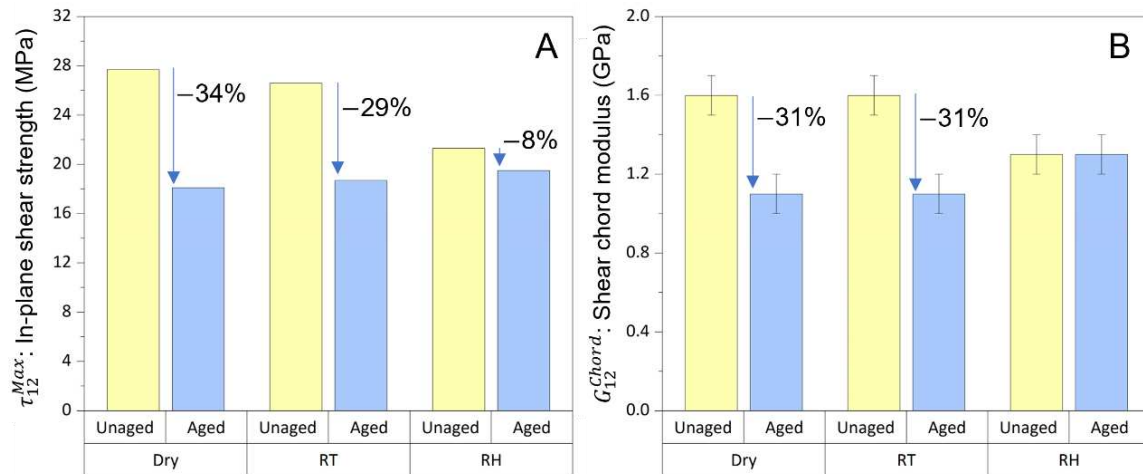 A
τ₁₂ᴹᵃˣ: In-plane shear strength (MPa)
32
28
24
20
16
12
8
4
0
–34%
–29%
–8%
Unaged Aged Unaged Aged Unaged Aged
Dry RT RH
B
G₁₂ᶜʰᵒʳᵈ: Shear chord modulus (GPa)
2.0
1.6
1.2
0.8
0.4
0.0
–31%
–31%
Unaged Aged Unaged Aged Unaged Aged
Dry RT RH